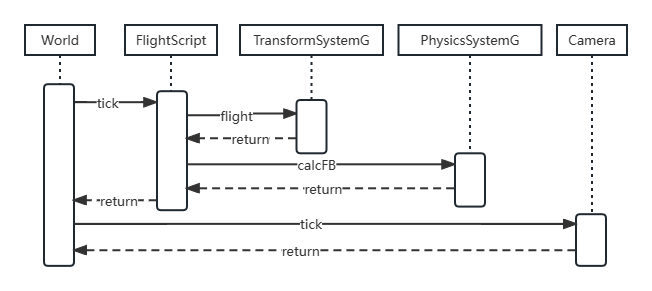 World
FlightScript
TransformSystemG
PhysicsSystemG
Camera
tick
flight
return
calcFB
return
return
tick
return